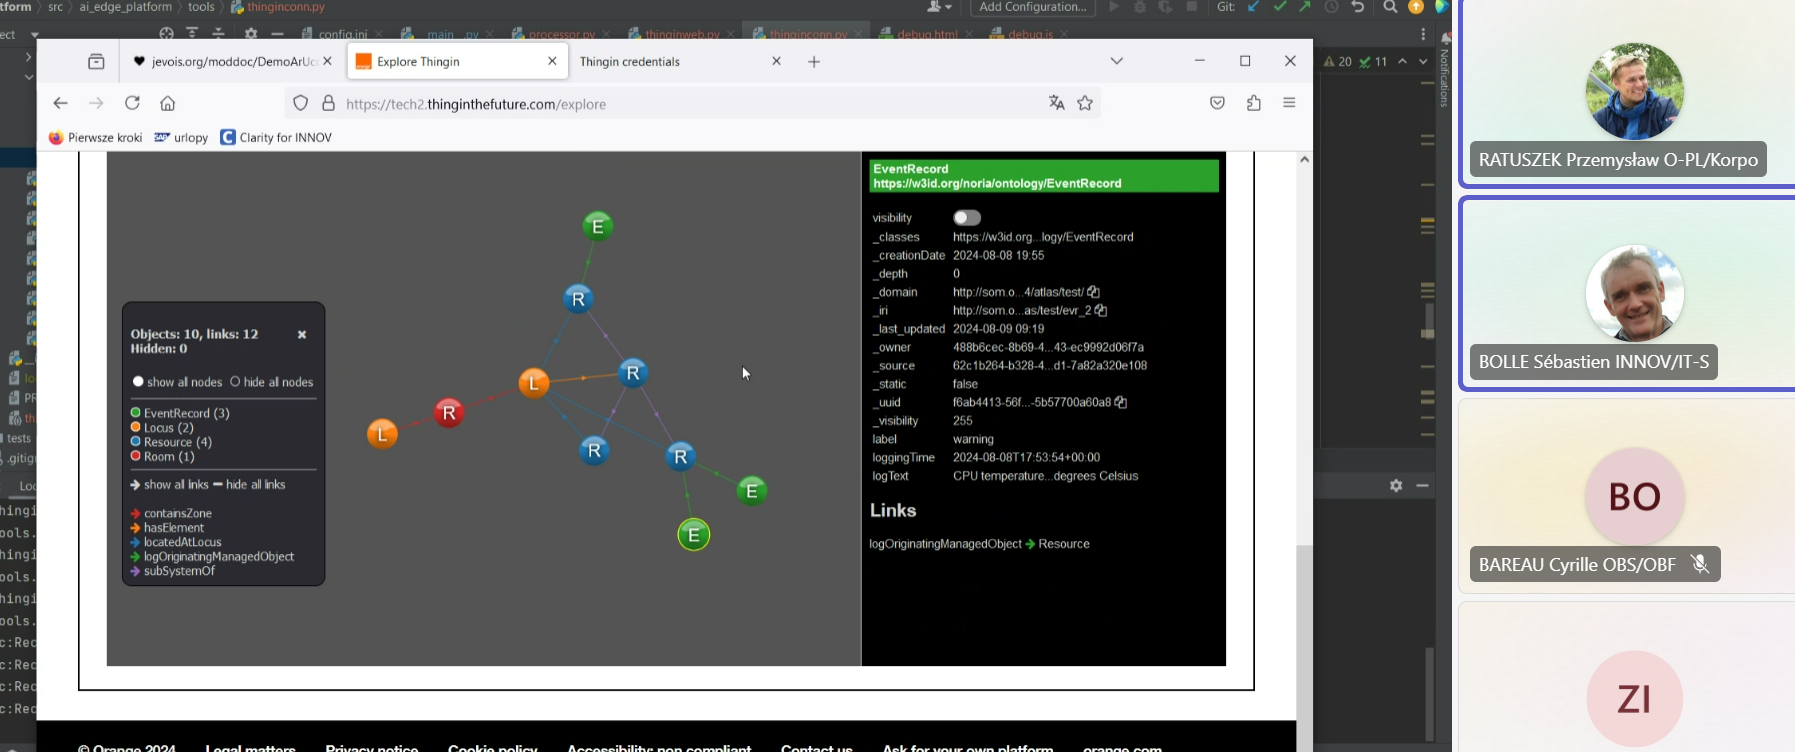 tform > src > ai_edge_platform > tools > thinginconn.py
Add Configuration...
Git:
ect
config.ini
main .py
processor.py
thinginweb.py
thinginconn.py
debug.html
debug.js
20
11
Notifications
jevois.org/moddoc/DemoArUc
Explore Thingin
Thingin credentials
https://tech2.thinginthefuture.com/explore
Pierwsze kroki
urlopy
Clarity for INNOV
Objects: 10, links: 12
Hidden: 0
show all nodes
hide all nodes
EventRecord (3)
Locus (2)
Resource (4)
Room (1)
show all links
hide all links
containsZone
hasElement
locatedAtLocus
logOriginatingManagedObject
subSystemOf
E
R
L
R
R
L
R
R
E
E
EventRecord
https://w3id.org/noria/ontology/EventRecord
visibility
_classes https://w3id.org...logy/EventRecord
_creationDate 2024-08-08 19:55
_depth 0
_domain http://som.o...4/atlas/test/
_iri http://som.o...as/test/evr_2
_last_updated 2024-08-09 09:19
_owner 488b6cec-8b69-4...43-ec9992d06f7a
_source 62c1b264-b328-4...d1-7a82a320e108
_static false
_uuid f6ab4413-56f...-5b57700a60a8
_visibility 255
label warning
loggingTime 2024-08-08T17:53:54+00:00
logText CPU temperature...degrees Celsius
Links
logOriginatingManagedObject Resource
PR
th
tests
.gitig
Loc
hingi
ools.
hingi
ools.
hingi
ools.
c:Rec
c:Rec
c:Rec
c:Rec
© Orange 2024
Legal matters
Privacy notice
Cookie policy
Accessibility: non compliant
Contact us
Ask for your own platform
orange.com
RATUSZEK Przemysław O-PL/Korpo
BOLLE Sébastien INNOV/IT-S
BO
BAREAU Cyrille OBS/OBF
ZI